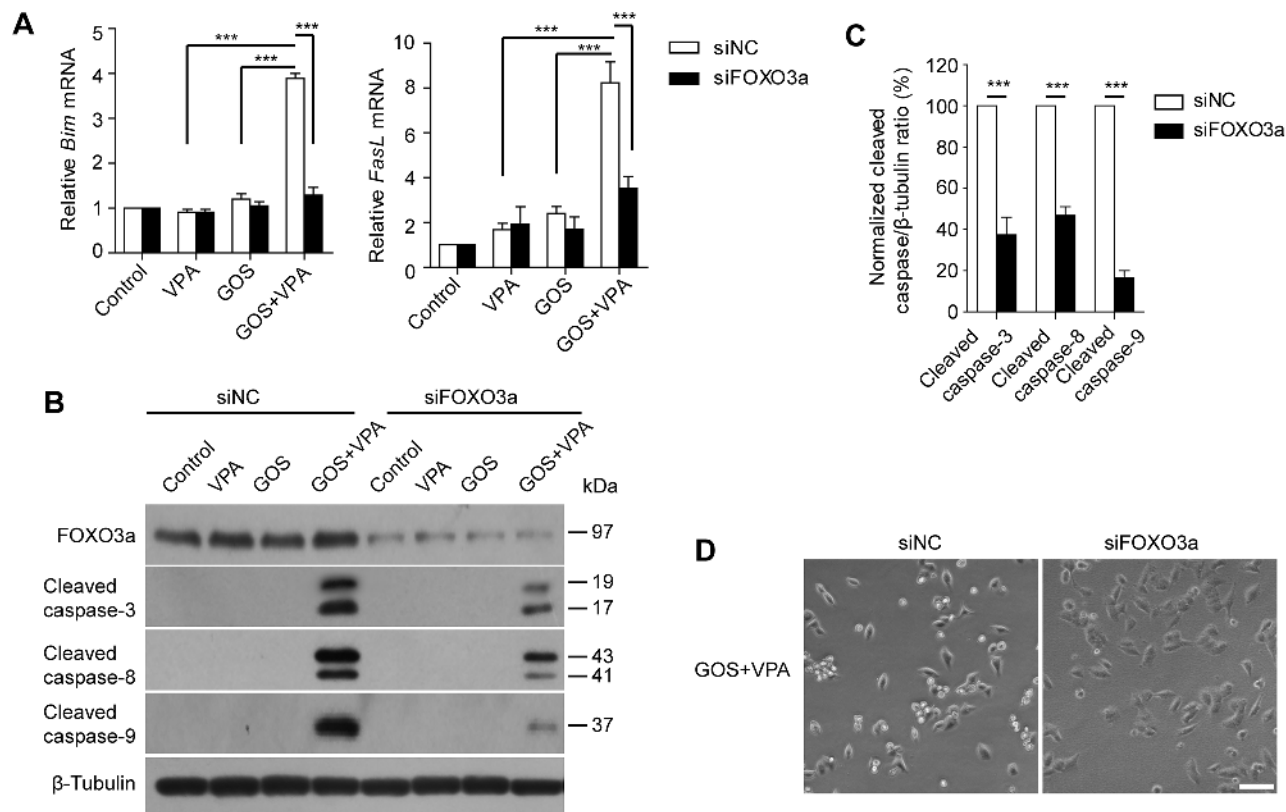 A
Relative Bim mRNA
5
4
3
2
1
0
***
***
***
Control
VPA
GOS
GOS+VPA
Relative FasL mRNA
10
8
6
4
2
0
***
***
***
Control
VPA
GOS
GOS+VPA
siNC
siFOXO3a
C
Normalized cleaved
caspase/β-tubulin ratio (%)
120
100
80
60
40
20
0
***
***
***
Cleaved
caspase-3
Cleaved
caspase-8
Cleaved
caspase-9
siNC
siFOXO3a
B
siNC
siFOXO3a
Control
VPA
GOS
GOS+VPA
Control
VPA
GOS
GOS+VPA
kDa
FOXO3a
97
Cleaved
caspase-3
19
17
Cleaved
caspase-8
43
41
Cleaved
caspase-9
37
β-Tubulin
D
siNC
siFOXO3a
GOS+VPA